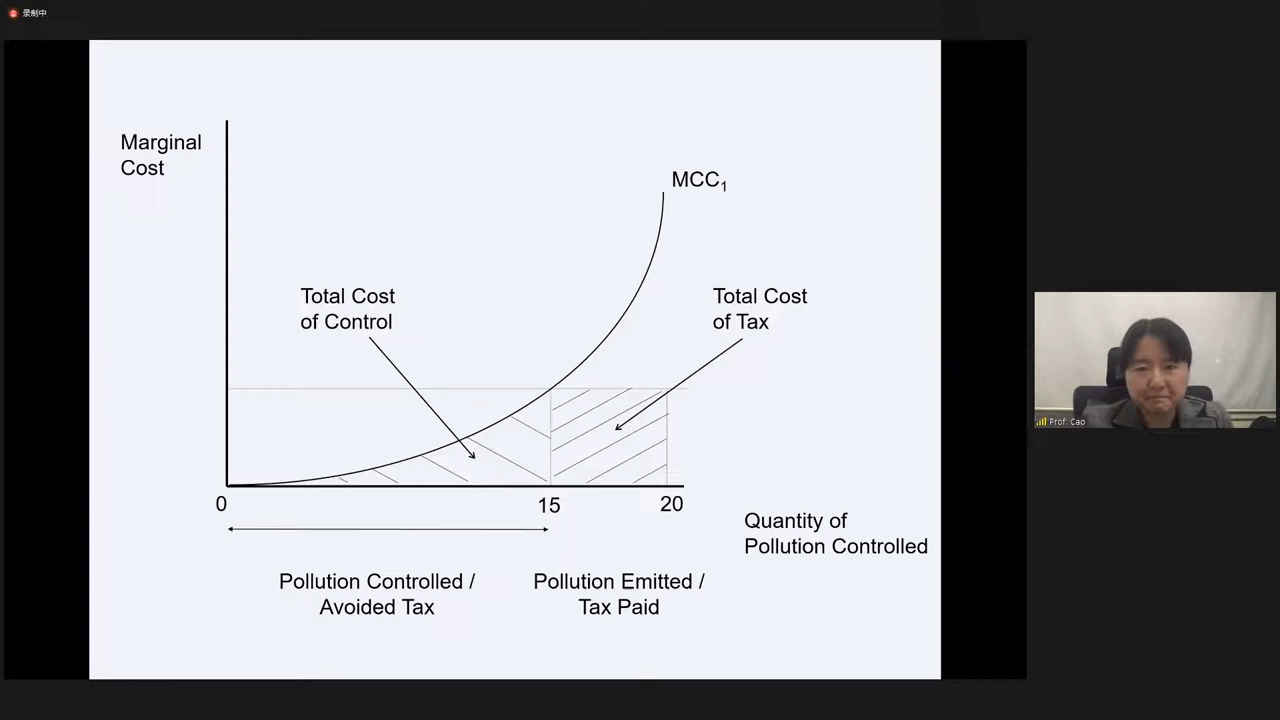 录制中
Marginal
Cost
MCC₁
Total Cost
of Control
Total Cost
of Tax
0
15
20
Quantity of
Pollution Controlled
Pollution Controlled /
Avoided Tax
Pollution Emitted /
Tax Paid
Prof. Cao